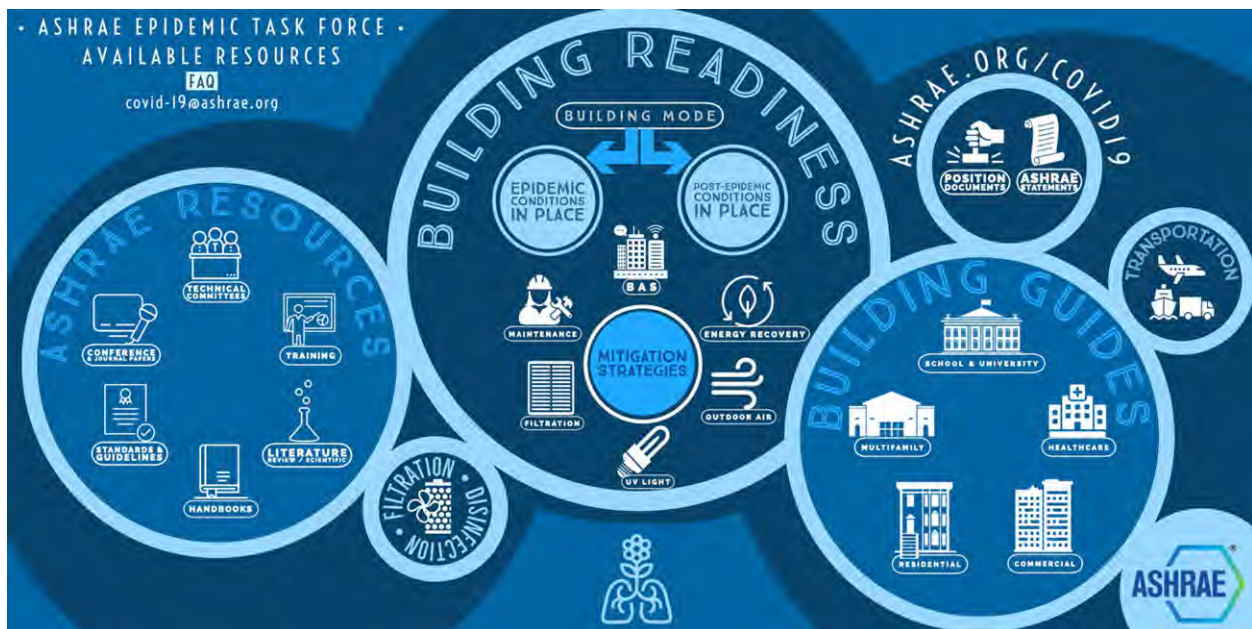 • ASHRAE EPIDEMIC TASK FORCE •
AVAILABLE RESOURCES
FAQ
covid-19@ashrae.org
ASHRAE RESOURCES
TECHNICAL
COMMITTEES
CONFERENCE
& JOURNAL PAPERS
TRAINING
STANDARDS &
GUIDELINES
LITERATURE
REVIEW / SCIENTIFIC
HANDBOOKS
FILTRATION • DISINFECTION •
BUILDING READINESS
BUILDING MODE
EPIDEMIC
CONDITIONS
IN PLACE
POST-EPIDEMIC
CONDITIONS
IN PLACE
BAS
MAINTENANCE
ENERGY RECOVERY
MITIGATION
STRATEGIES
FILTRATION
OUTDOOR AIR
UV LIGHT
ASHRAE.ORG/COVID19
POSITION
DOCUMENTS
ASHRAE
STATEMENTS
TRANSPORTATION
BUILDING GUIDES
SCHOOL & UNIVERSITY
MULTIFAMILY
HEALTHCARE
RESIDENTIAL
COMMERCIAL
ASHRAE®